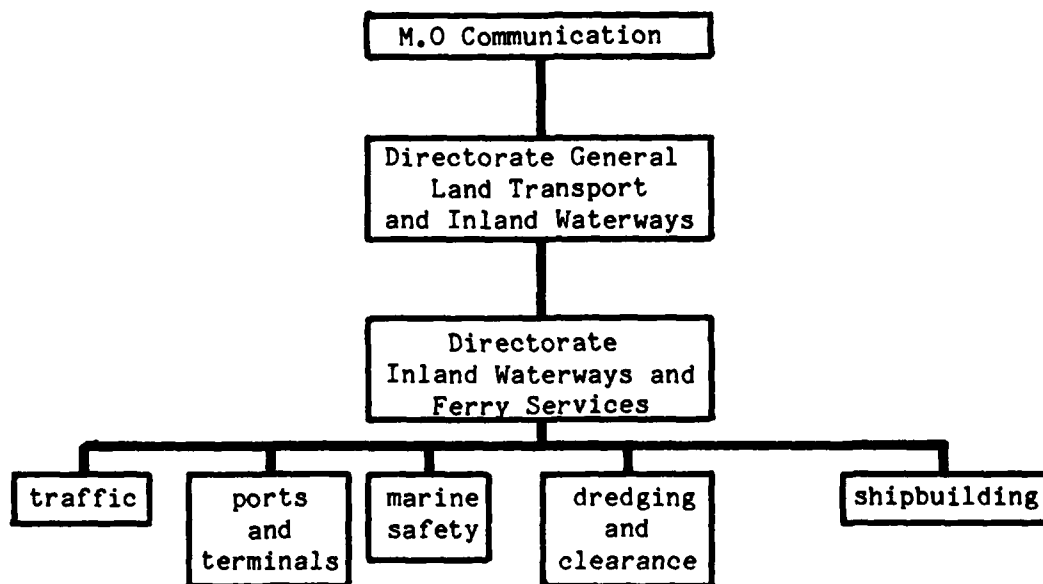 M.O Communication
Directorate General
Land Transport
and Inland Waterways
Directorate
Inland Waterways and
Ferry Services
traffic
ports
and
terminals
marine
safety
dredging
and
clearance
shipbuilding